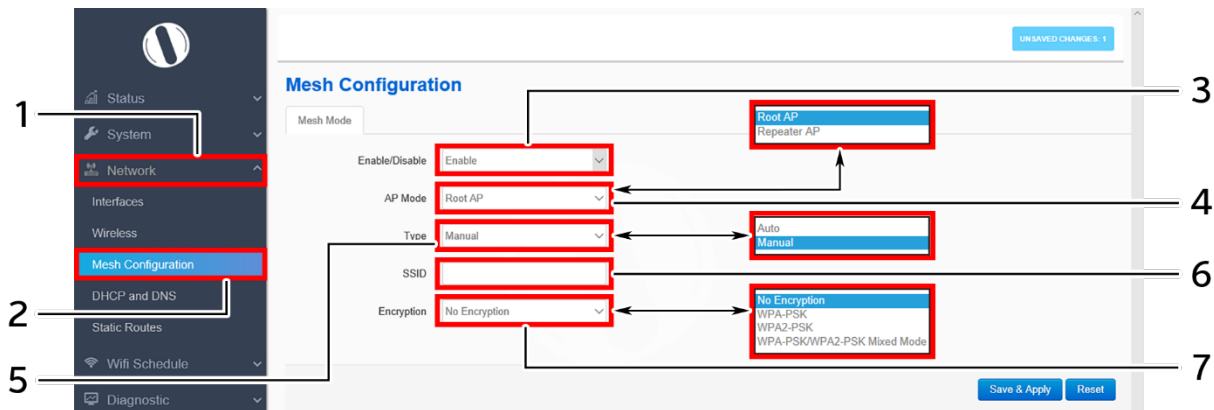 UNSAVED CHANGES: 1
Mesh Configuration
Mesh Mode
Status
System
Network
Interfaces
Wireless
Mesh Configuration
DHCP and DNS
Static Routes
Wifi Schedule
Diagnostic
Enable/Disable
Enable
AP Mode
Root AP
Type
Manual
SSID
Encryption
No Encryption
Root AP
Repeater AP
Auto
Manual
No Encryption
WPA-PSK
WPA2-PSK
WPA-PSK/WPA2-PSK Mixed Mode
Save & Apply
Reset
1
2
5
3
4
6
7